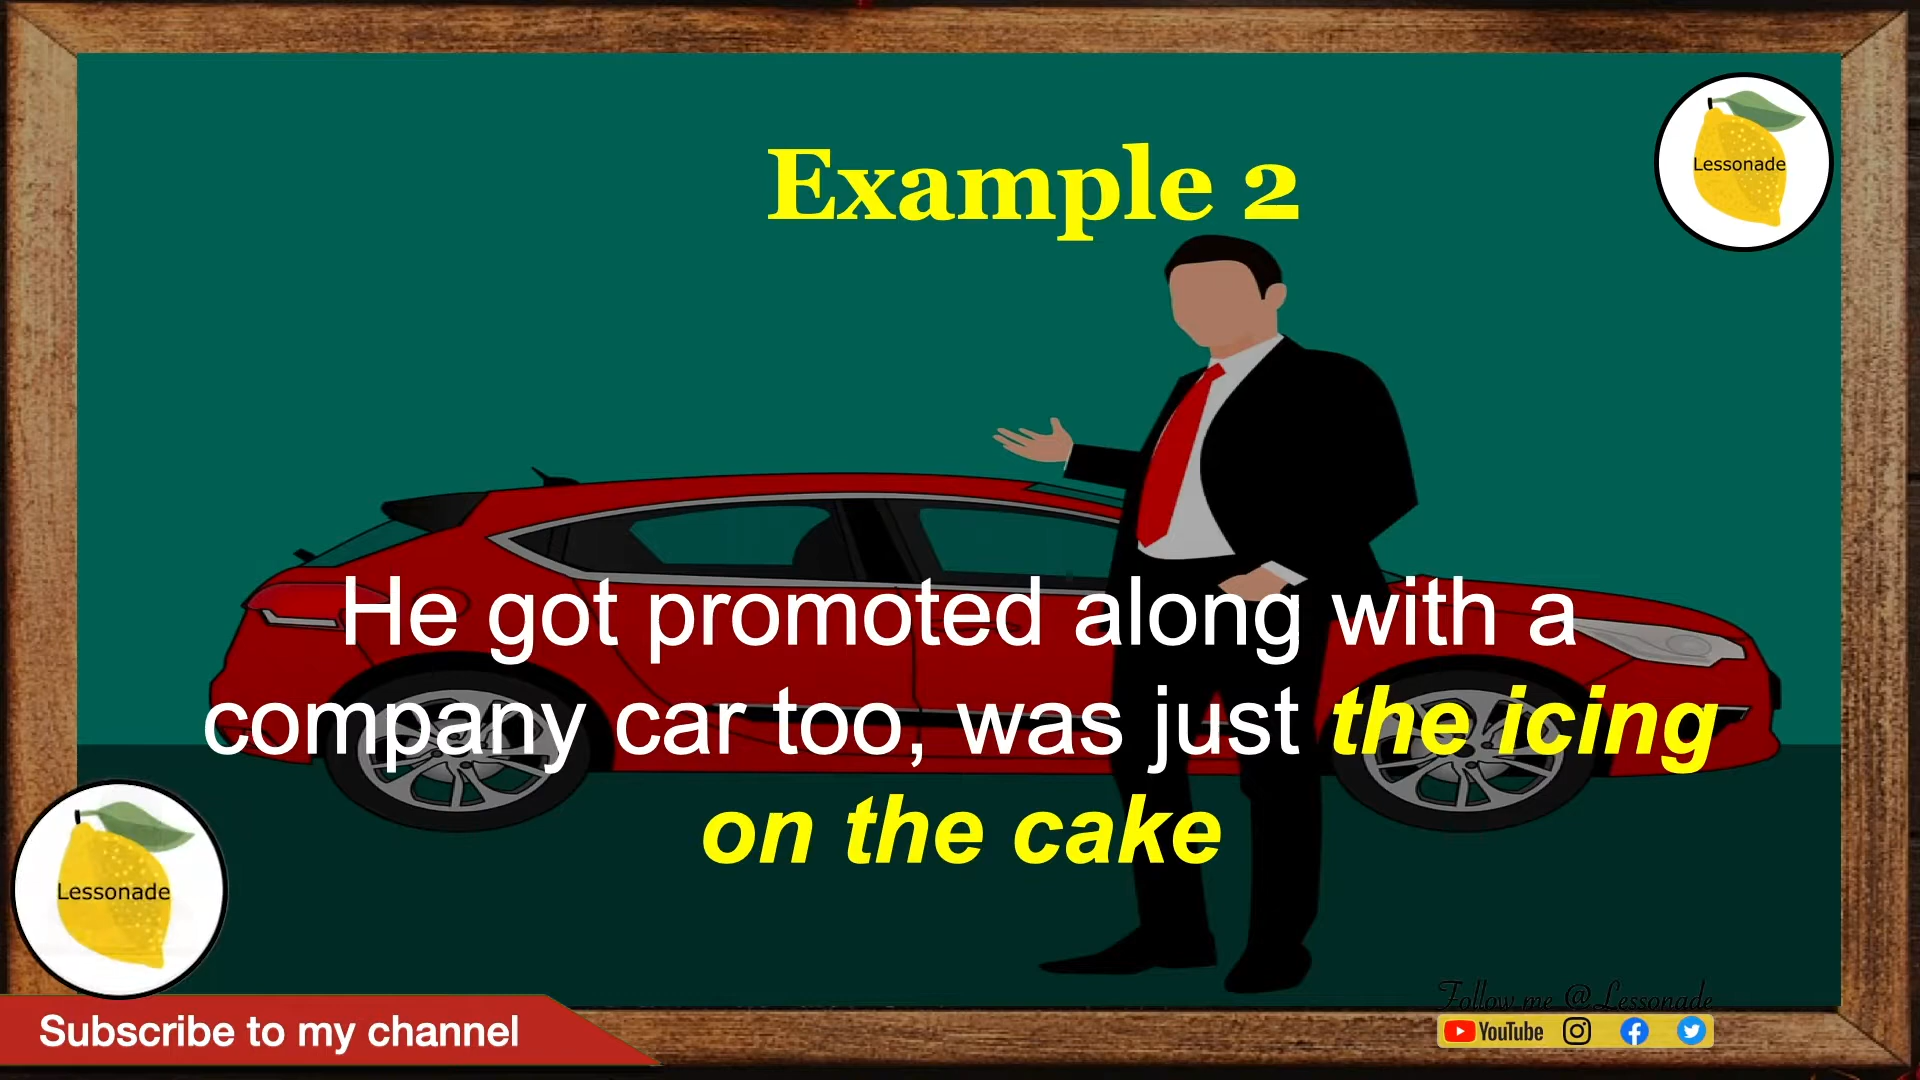 Lessonade
Example 2
He got promoted along with a
company car too, was just the icing
on the cake
Lessonade
Follow me @Lessonade
Subscribe to my channel
YouTube